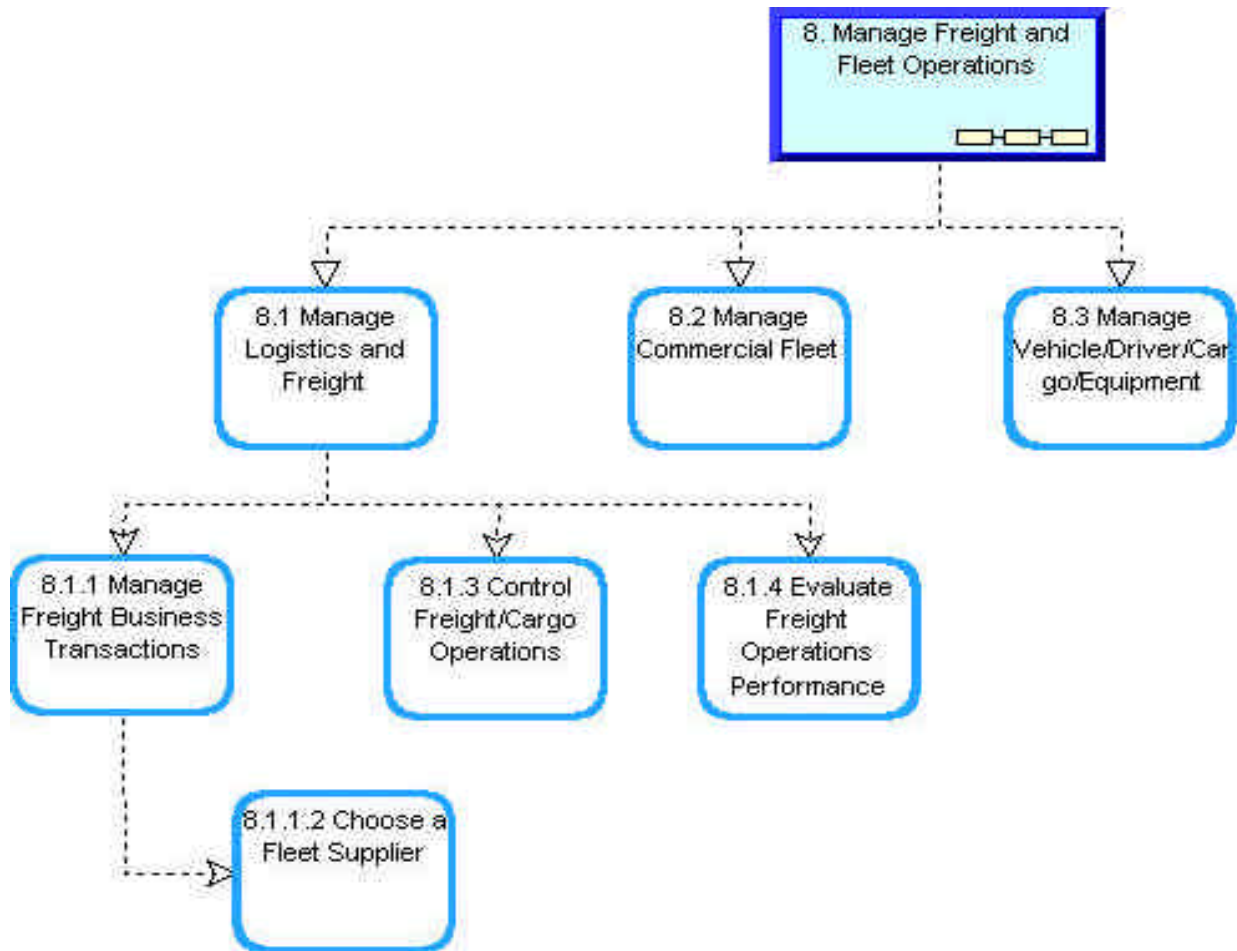 8. Manage Freight and
Fleet Operations
8.1 Manage
Logistics and
Freight
8.2 Manage
Commercial Fleet
8.3 Manage
Vehicle/Driver/Car
go/Equipment
8.1.1 Manage
Freight Business
Transactions
8.1.3 Control
Freight/Cargo
Operations
8.1.4 Evaluate
Freight
Operations
Performance
8.1.1.2 Choose a
Fleet Supplier